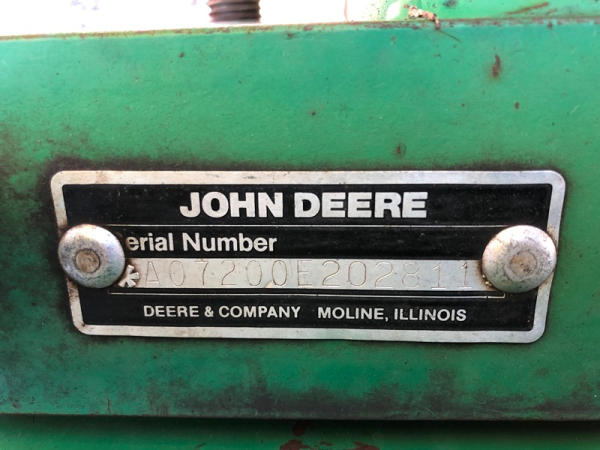 JOHN DEERE
erial Number
*A07200E202811
DEERE & COMPANY MOLINE, ILLINOIS